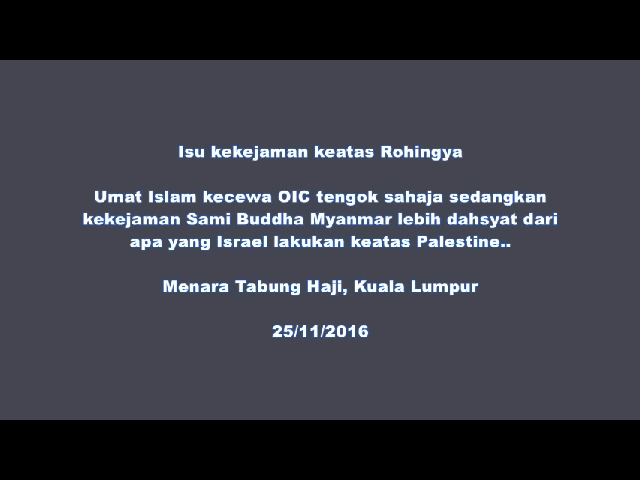 Isu kekejaman keatas Rohingya
Umat Islam kecewa OIC tengok sahaja sedangkan
kekejaman Sami Buddha Myanmar lebih dahsyat dari
apa yang Israel lakukan keatas Palestine..
Menara Tabung Haji, Kuala Lumpur
25/11/2016